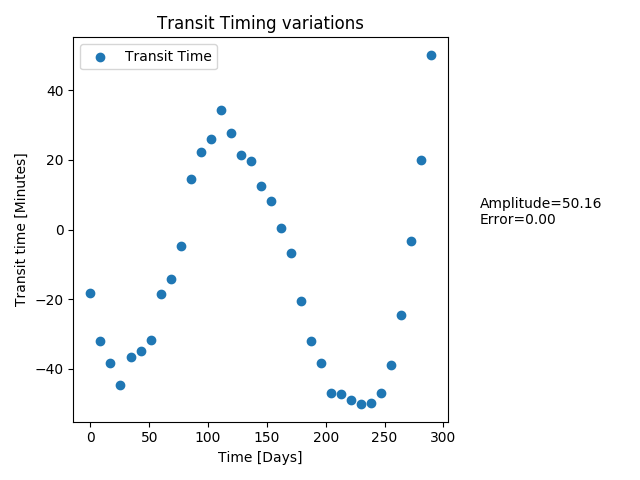 Transit Timing variations
Transit Time
Transit time [Minutes]
40
20
0
−20
−40
0
50
100
150
200
250
300
Time [Days]
Amplitude=50.16
Error=0.00